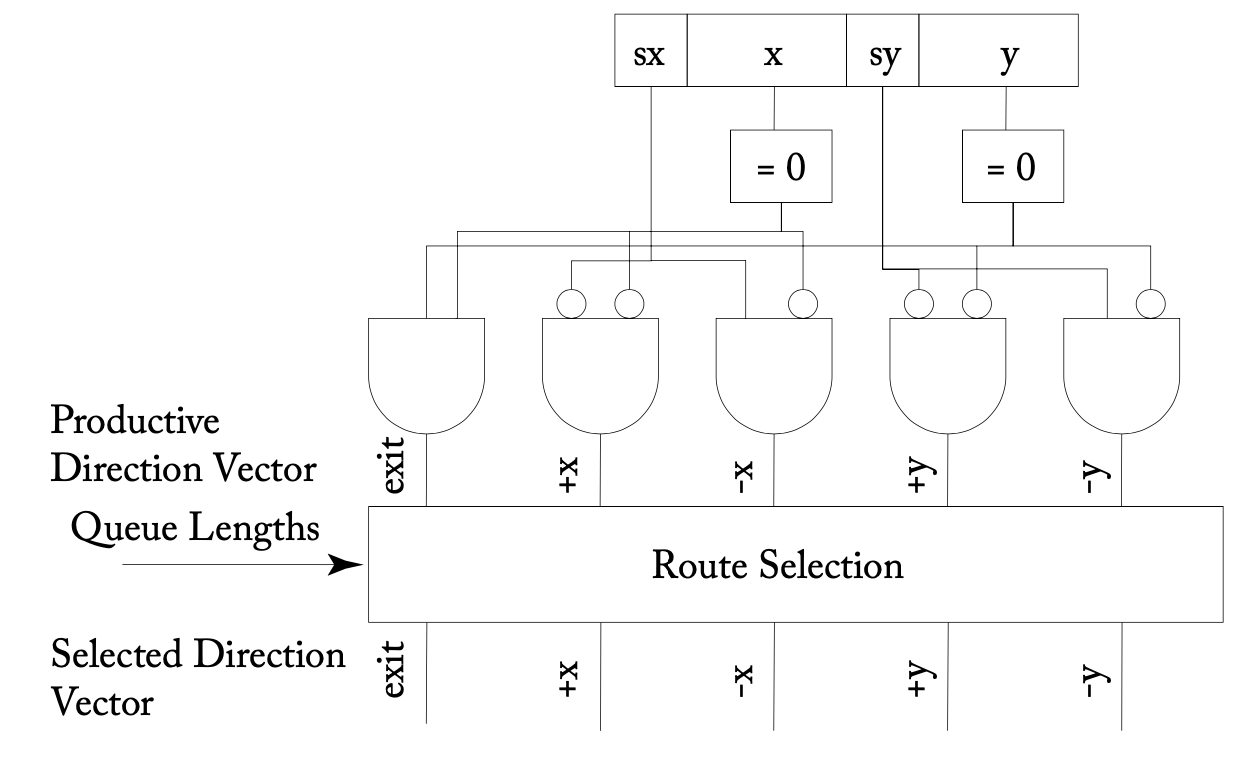 sx
x
sy
y
= 0
= 0
Productive
Direction Vector
exit
+x
-x
+y
-y
Queue Lengths
Route Selection
Selected Direction
Vector
exit
+x
-x
+y
-y